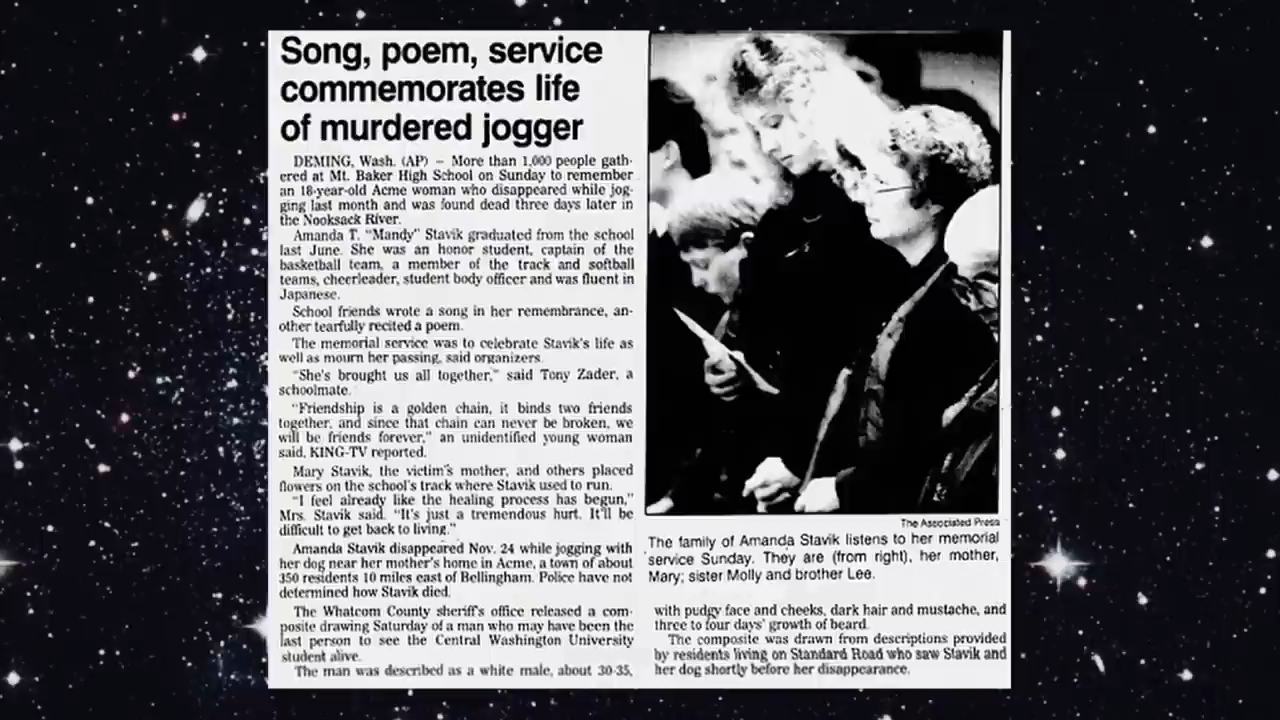 Song, poem, service
commemorates life
of murdered jogger
DEMING, Wash. (AP) – More than 1,000 people gath-
ered at Mt. Baker High School on Sunday to remember
an 18-year-old Acme woman who disappeared while jog-
ging last month and was found dead three days later in
the Nooksack River.
Amanda T. "Mandy" Stavik graduated from the school
last June. She was an honor student, captain of the
basketball team, a member of the track and softball
teams, cheerleader, student body officer and was fluent in
Japanese.
School friends wrote a song in her remembrance, an-
other tearfully recited a poem.
The memorial service was to celebrate Stavik's life as
well as mourn her passing, said organizers.
"She's brought us all together," said Tony Zader, a
schoolmate.
"Friendship is a golden chain, it binds two friends
together, and since that chain can never be broken, we
will be friends forever," an unidentified young woman
said, KING-TV reported.
Mary Stavik, the victim's mother, and others placed
flowers on the school's track where Stavik used to run.
"I feel already like the healing process has begun,"
Mrs. Stavik said. "It's just a tremendous hurt. It'll be
difficult to get back to living."
Amanda Stavik disappeared Nov. 24 while jogging with
her dog near her mother's home in Acme, a town of about
350 residents 10 miles east of Bellingham. Police have not
determined how Stavik died.
The Whatcom County sheriff's office released a com-
posite drawing Saturday of a man who may have been the
last person to see the Central Washington University
student alive.
The man was described as a white male, about 30-35,
The Associated Press
The family of Amanda Stavik listens to her memorial
service Sunday. They are (from right), her mother,
Mary; sister Molly and brother Lee.
with pudgy face and cheeks, dark hair and mustache, and
three to four days' growth of beard.
The composite was drawn from descriptions provided
by residents living on Standard Road who saw Stavik and
her dog shortly before her disappearance.